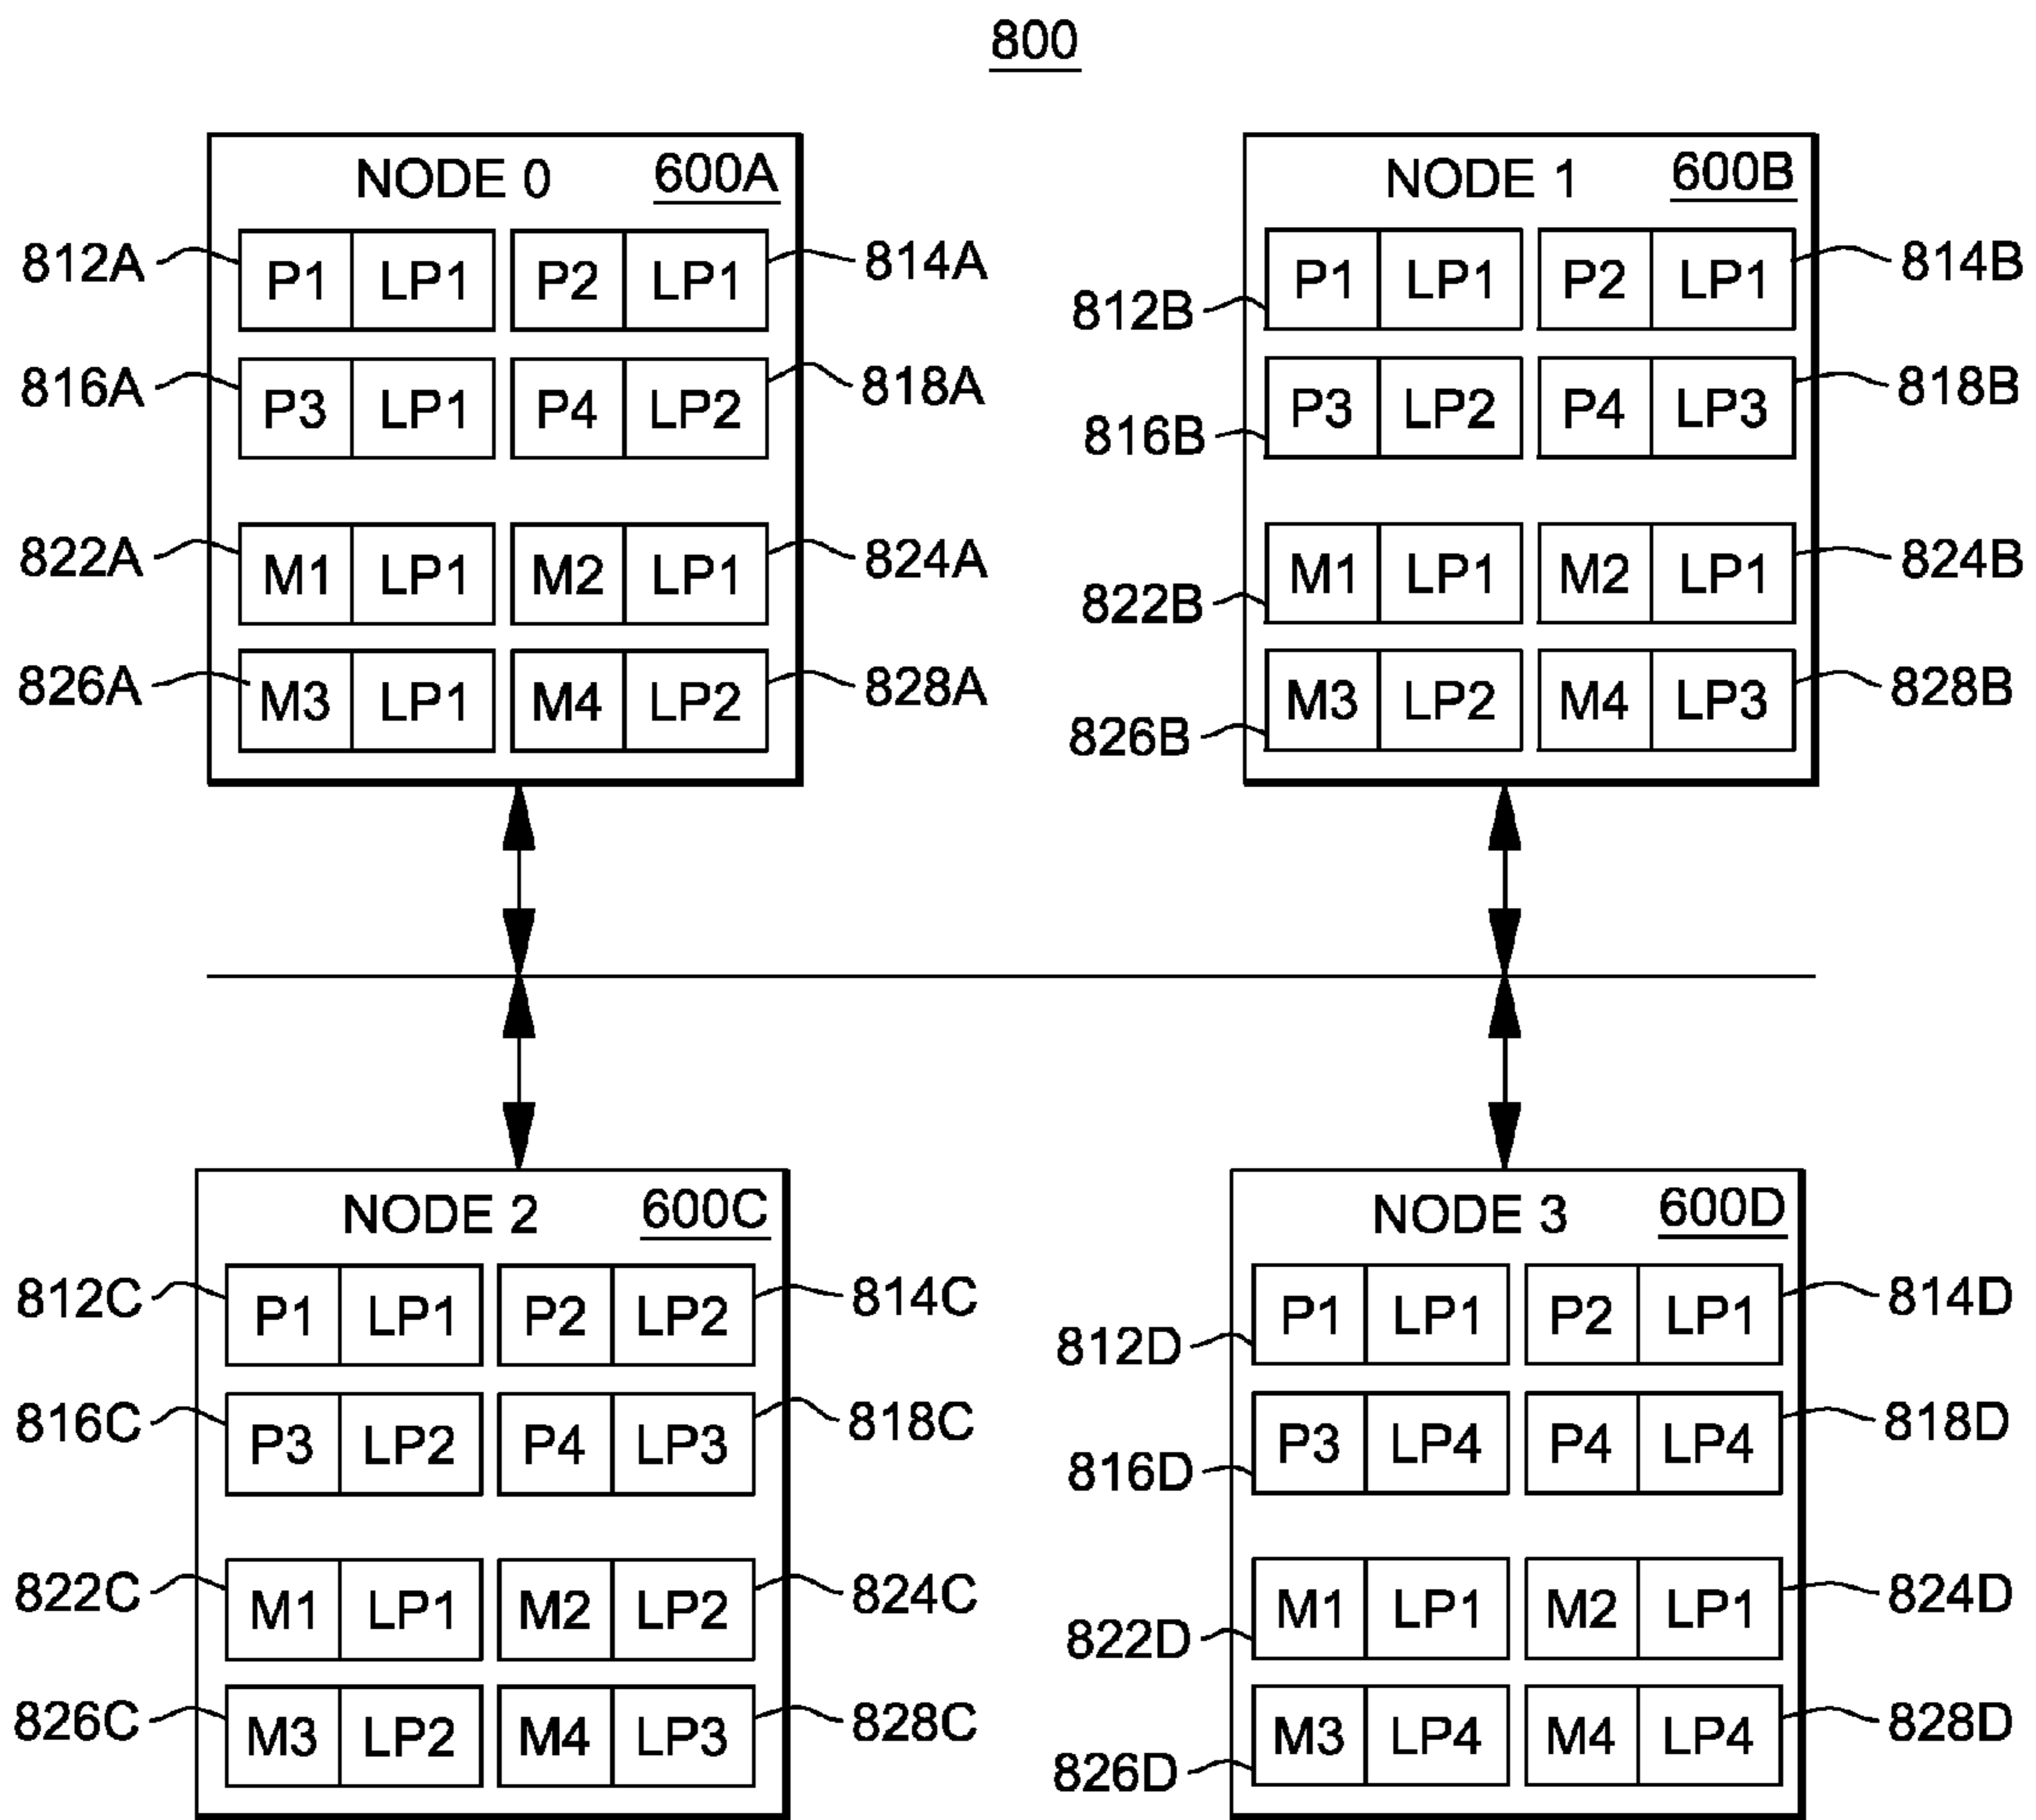 800
NODE 0 600A
812A P1 LP1 P2 LP1 814A
816A P3 LP1 P4 LP2 818A
822A M1 LP1 M2 LP1 824A
826A M3 LP1 M4 LP2 828A
NODE 1 600B
812B P1 LP1 P2 LP1 814B
816B P3 LP2 P4 LP3 818B
822B M1 LP1 M2 LP1 824B
826B M3 LP2 M4 LP3 828B
NODE 2 600C
812C P1 LP1 P2 LP2 814C
816C P3 LP2 P4 LP3 818C
822C M1 LP1 M2 LP2 824C
826C M3 LP2 M4 LP3 828C
NODE 3 600D
812D P1 LP1 P2 LP1 814D
816D P3 LP4 P4 LP4 818D
822D M1 LP1 M2 LP1 824D
826D M3 LP4 M4 LP4 828D